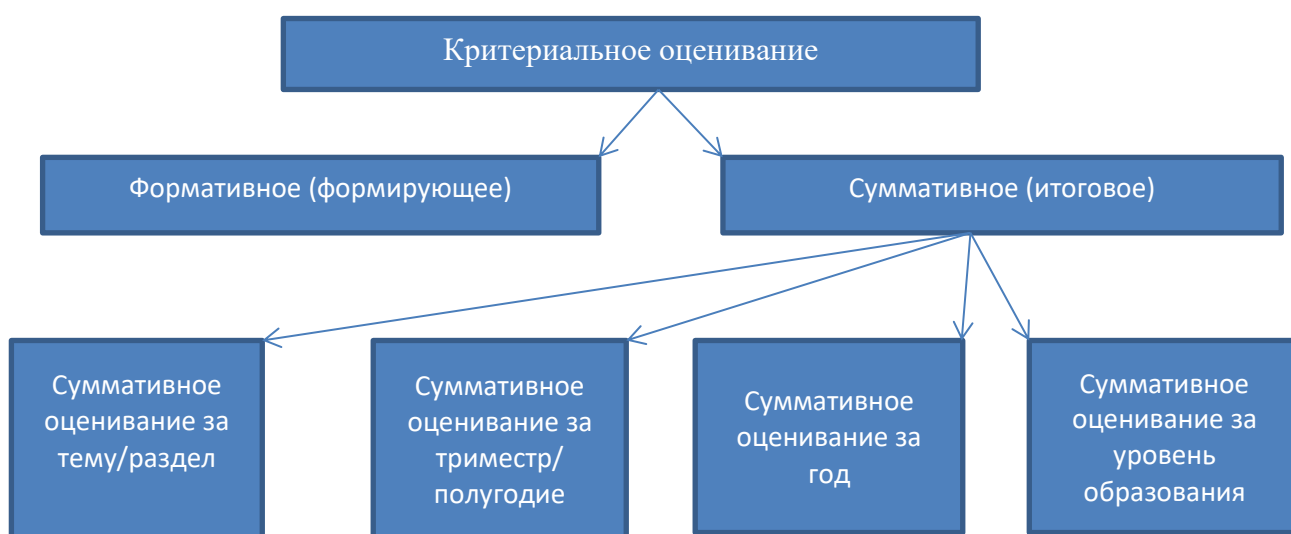 Критериальное оценивание
Формативное (формирующее)
Суммативное (итоговое)
Суммативное
оценивание за
тему/раздел
Суммативное
оценивание за
триместр/
полугодие
Суммативное
оценивание за
год
Суммативное
оценивание за
уровень
образования